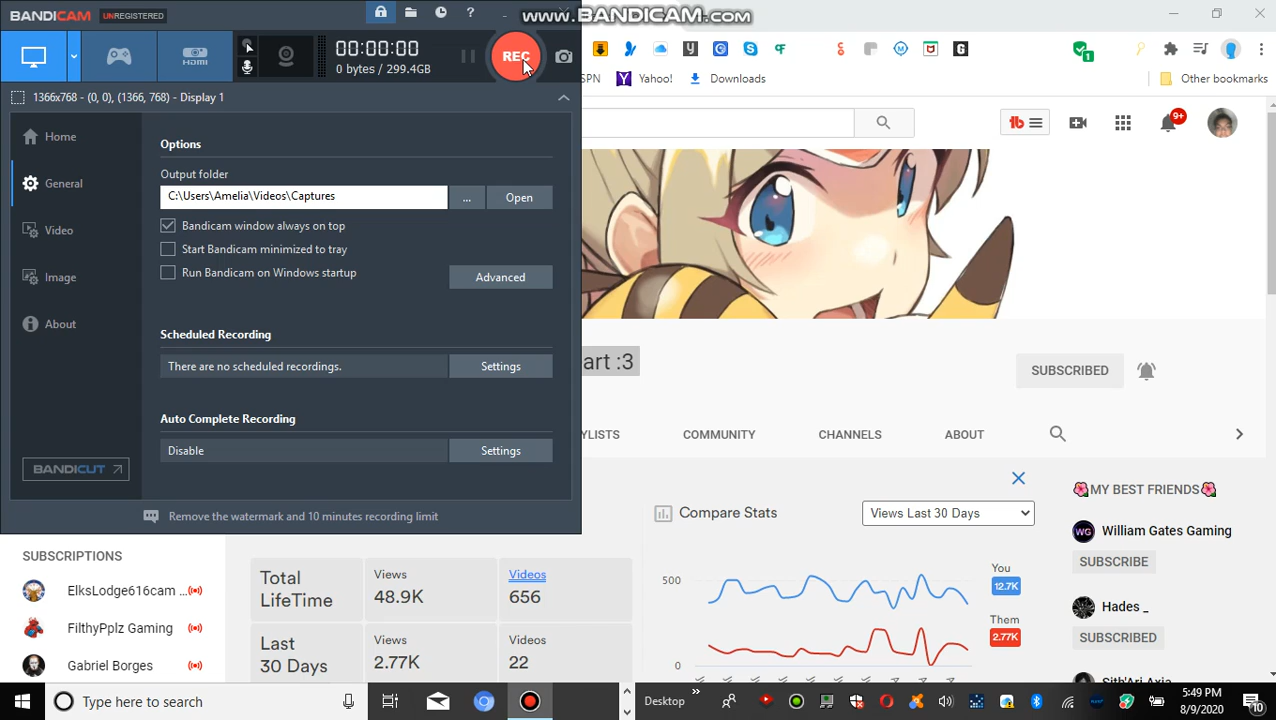 BANDICAM UNREGISTERED
www.BANDICAM.com
HDMI
00:00:00
0 bytes / 299.4GB
REC
1366x768 - (0, 0), (1366, 768) - Display 1
Home
General
Video
Image
About
BANDICUT
Options
Output folder
C:\Users\Amelia\Videos\Captures
...
Open
Bandicam window always on top
Start Bandicam minimized to tray
Run Bandicam on Windows startup
Advanced
Scheduled Recording
There are no scheduled recordings.
Settings
Auto Complete Recording
Disable
Settings
Remove the watermark and 10 minutes recording limit
SPN
Yahoo!
Downloads
Other bookmarks
1
9+
art :3
SUBSCRIBED
YLISTS
COMMUNITY
CHANNELS
ABOUT
Compare Stats
Views Last 30 Days
500
0
You
12.7K
Them
2.77K
🌺MY BEST FRIENDS🌺
William Gates Gaming
SUBSCRIBE
Hades _
SUBSCRIBED
Sith'Ari Axia
SUBSCRIPTIONS
ElksLodge616cam ...
FilthyPplz Gaming
Gabriel Borges
Total LifeTime
Views
48.9K
Videos
656
Last 30 Days
Views
2.77K
Videos
22
Type here to search
Desktop
5:49 PM
8/9/2020
10